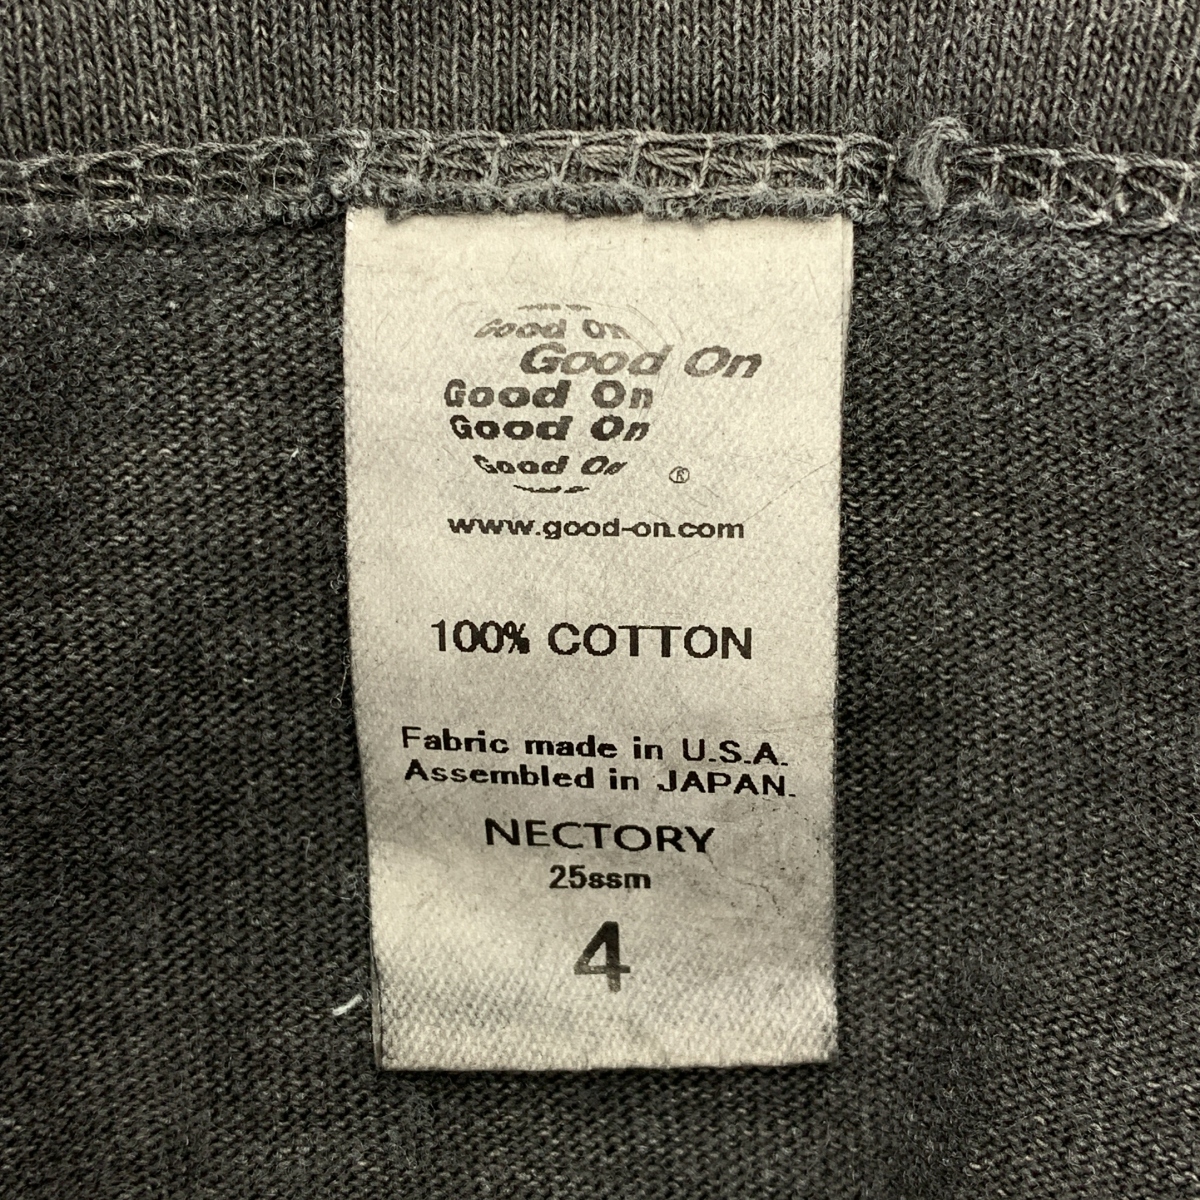 Good On
Good On
Good On
Good On
Good On
®
www.good-on.com
100% COTTON
Fabric made in U.S.A.
Assembled in JAPAN.
NECTORY
25ssm
4